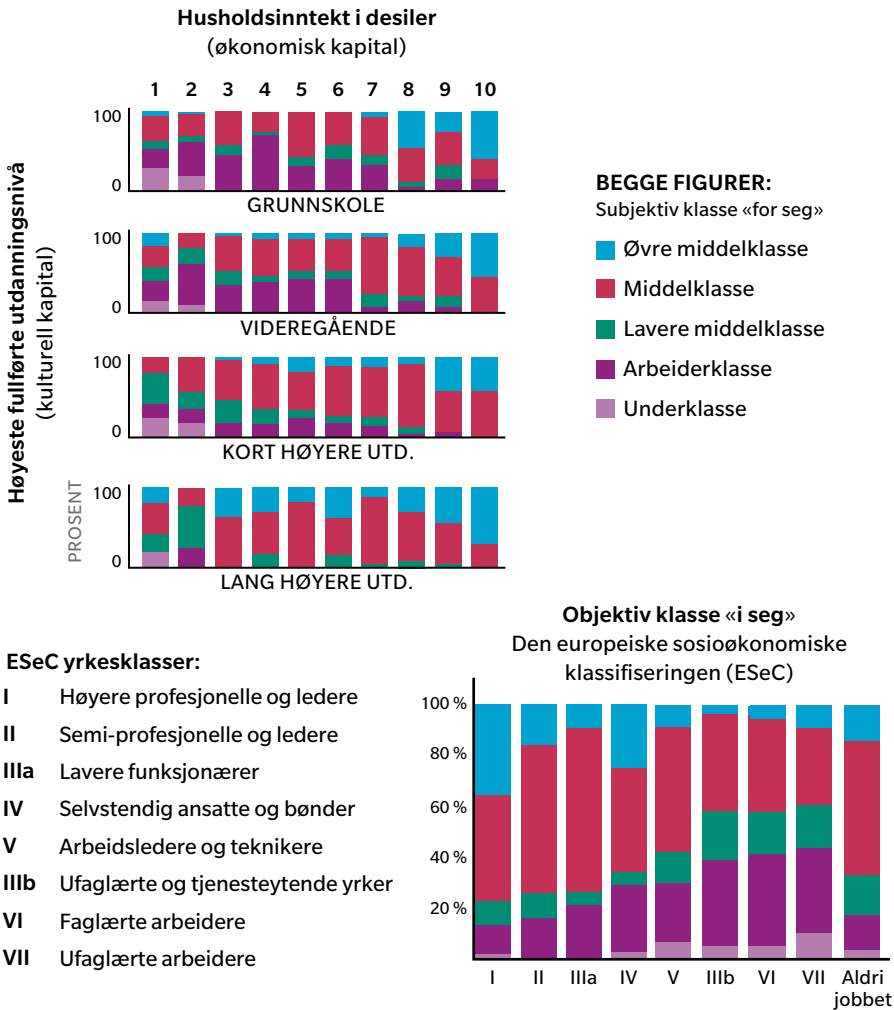 Husholdsinntekt i desiler
(økonomisk kapital)
1 2 3 4 5 6 7 8 9 10
Høyeste fullførte utdanningsnivå
(kulturell kapital)
100
0
GRUNNSKOLE
100
0
VIDEREGÅENDE
100
0
KORT HØYERE UTD.
PROSENT
100
0
LANG HØYERE UTD.
BEGGE FIGURER:
Subjektiv klasse «for seg»
Øvre middelklasse
Middelklasse
Lavere middelklasse
Arbeiderklasse
Underklasse
ESeC yrkesklasser:
I Høyere profesjonelle og ledere
II Semi-profesjonelle og ledere
IIIa Lavere funksjonærer
IV Selvstendig ansatte og bønder
V Arbeidsledere og teknikere
IIIb Ufaglærte og tjenesteytende yrker
VI Faglærte arbeidere
VII Ufaglærte arbeidere
Objektiv klasse «i seg»
Den europeiske sosioøkonomiske
klassifiseringen (ESeC)
100 %
80 %
60 %
40 %
20 %
I II IIIa IV V IIIb VI VII Aldri
jobbet